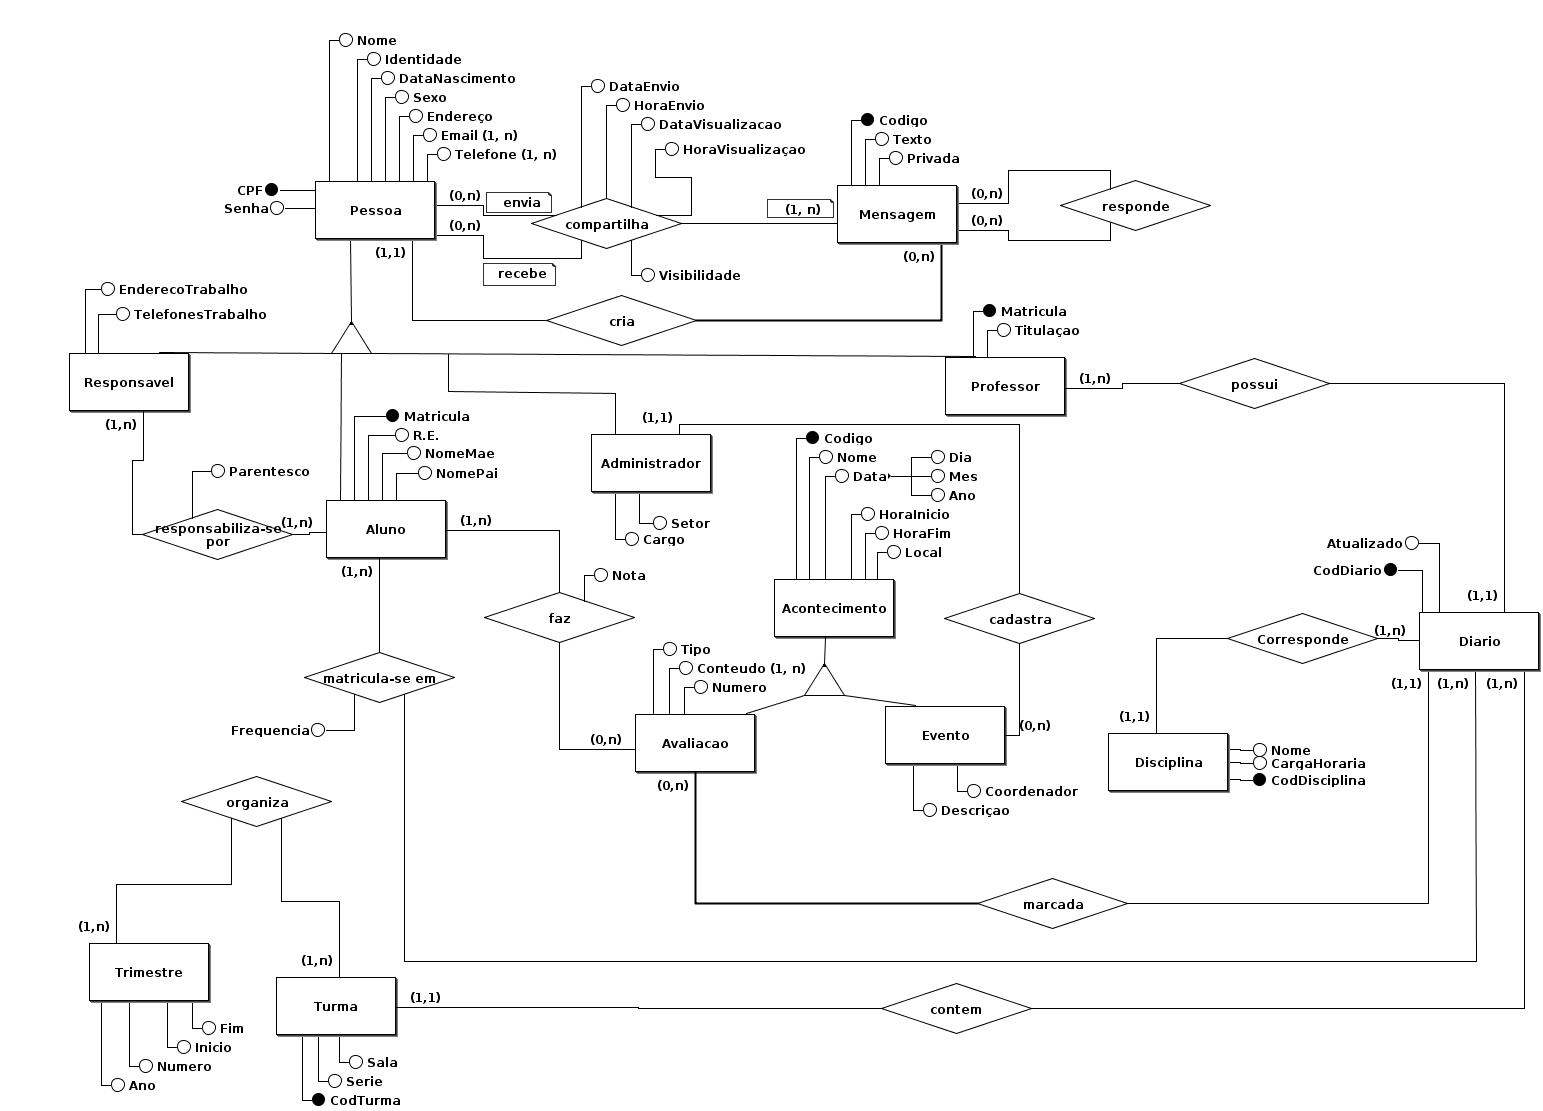 Nome
Identidade
DataNascimento
Sexo
Endereço
Email (1, n)
Telefone (1, n)
CPF
Senha
Pessoa
(0,n)
envia
(0,n)
recebe
(1,1)
DataEnvio
HoraEnvio
DataVisualizacao
HoraVisualizaçao
compartilha
Visibilidade
(1, n)
Codigo
Texto
Privada
Mensagem
(0,n)
(0,n)
responde
(0,n)
cria
EnderecoTrabalho
TelefonesTrabalho
Responsavel
(1,n)
Matricula
Titulaçao
Professor
(1,n)
possui
Parentesco
responsabiliza-se
por
(1,n)
Matricula
R.E.
NomeMae
NomePai
Aluno
(1,n)
(1,n)
(1,1)
Administrador
Setor
Cargo
Codigo
Nome
Data
Dia
Mes
Ano
HoraInicio
HoraFim
Local
Acontecimento
cadastra
Nota
faz
Atualizado
CodDiario
(1,1)
Diario
(1,n)
Corresponde
(1,1)
(1,n)
(1,n)
(1,1)
Disciplina
Nome
CargaHoraria
CodDisciplina
matricula-se em
Frequencia
Tipo
Conteudo (1, n)
Numero
(0,n)
Avaliacao
(0,n)
Evento
(0,n)
Coordenador
Descriçao
organiza
marcada
(1,n)
Trimestre
Fim
Inicio
Numero
Ano
(1,n)
Turma
(1,1)
contem
Sala
Serie
CodTurma